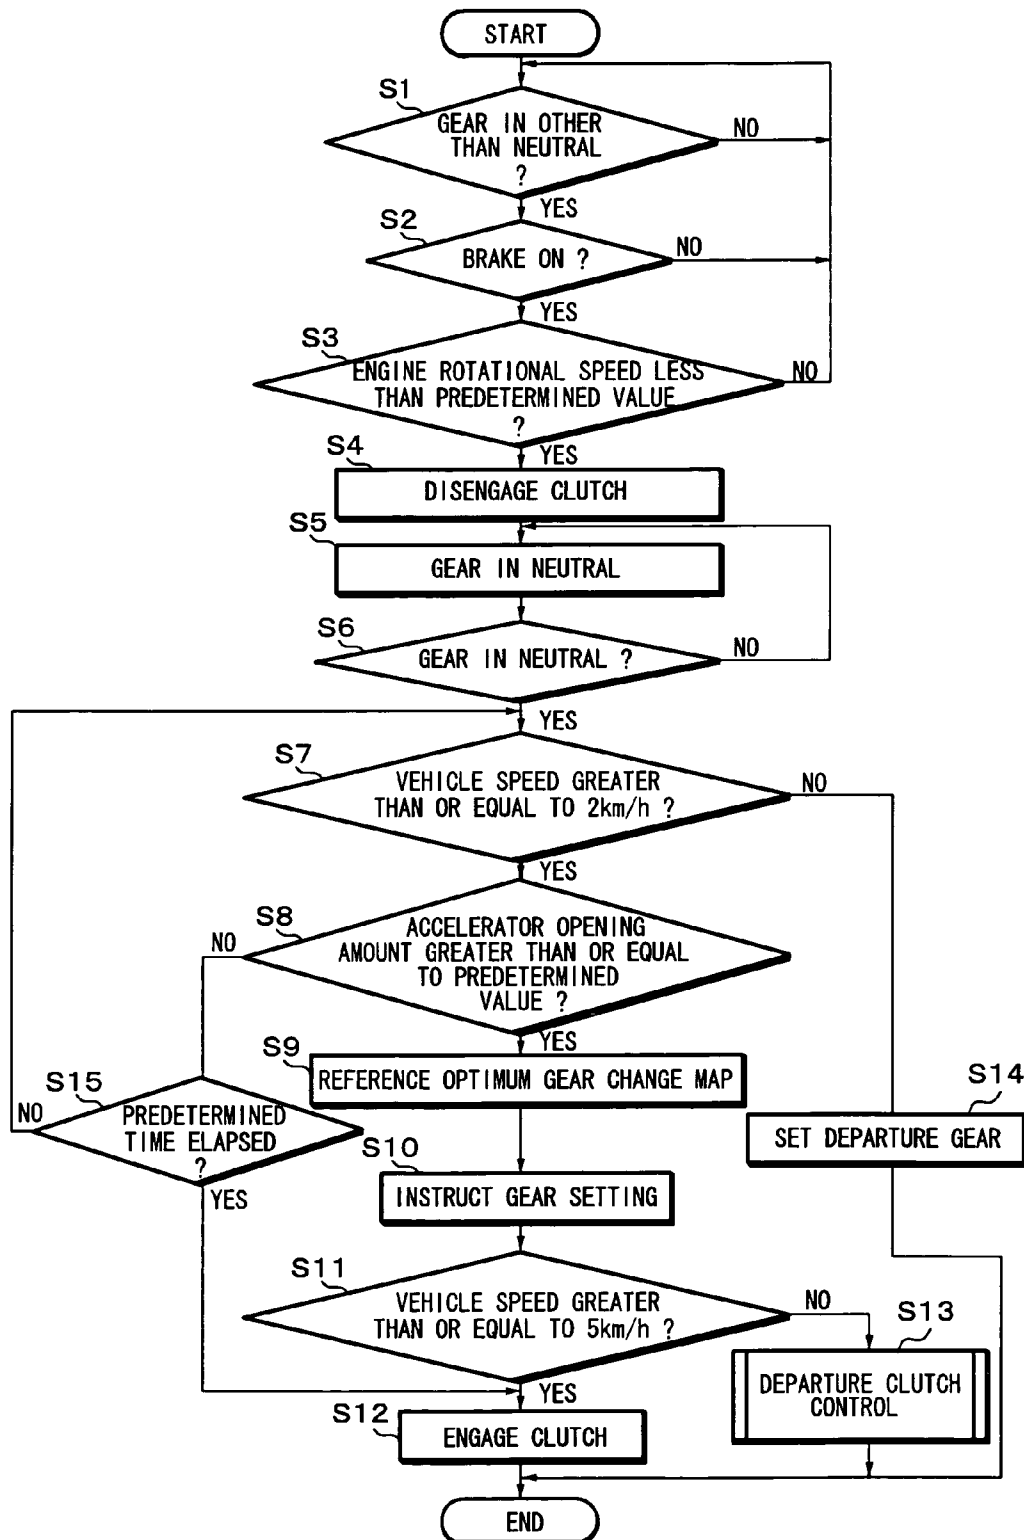 START
S1
GEAR IN OTHER
THAN NEUTRAL
?
NO
YES
S2
BRAKE ON ?
NO
YES
S3
ENGINE ROTATIONAL SPEED LESS
THAN PREDETERMINED VALUE
?
NO
YES
S4
DISENGAGE CLUTCH
S5
GEAR IN NEUTRAL
S6
GEAR IN NEUTRAL ?
NO
YES
S7
VEHICLE SPEED GREATER
THAN OR EQUAL TO 2km/h ?
NO
YES
S8
ACCELERATOR OPENING
AMOUNT GREATER THAN OR EQUAL
TO PREDETERMINED
VALUE ?
NO
YES
S9
REFERENCE OPTIMUM GEAR CHANGE MAP
S14
SET DEPARTURE GEAR
S15
PREDETERMINED
TIME ELAPSED
?
NO
YES
S10
INSTRUCT GEAR SETTING
S11
VEHICLE SPEED GREATER
THAN OR EQUAL TO 5km/h ?
NO
YES
S13
DEPARTURE CLUTCH
CONTROL
S12
ENGAGE CLUTCH
END